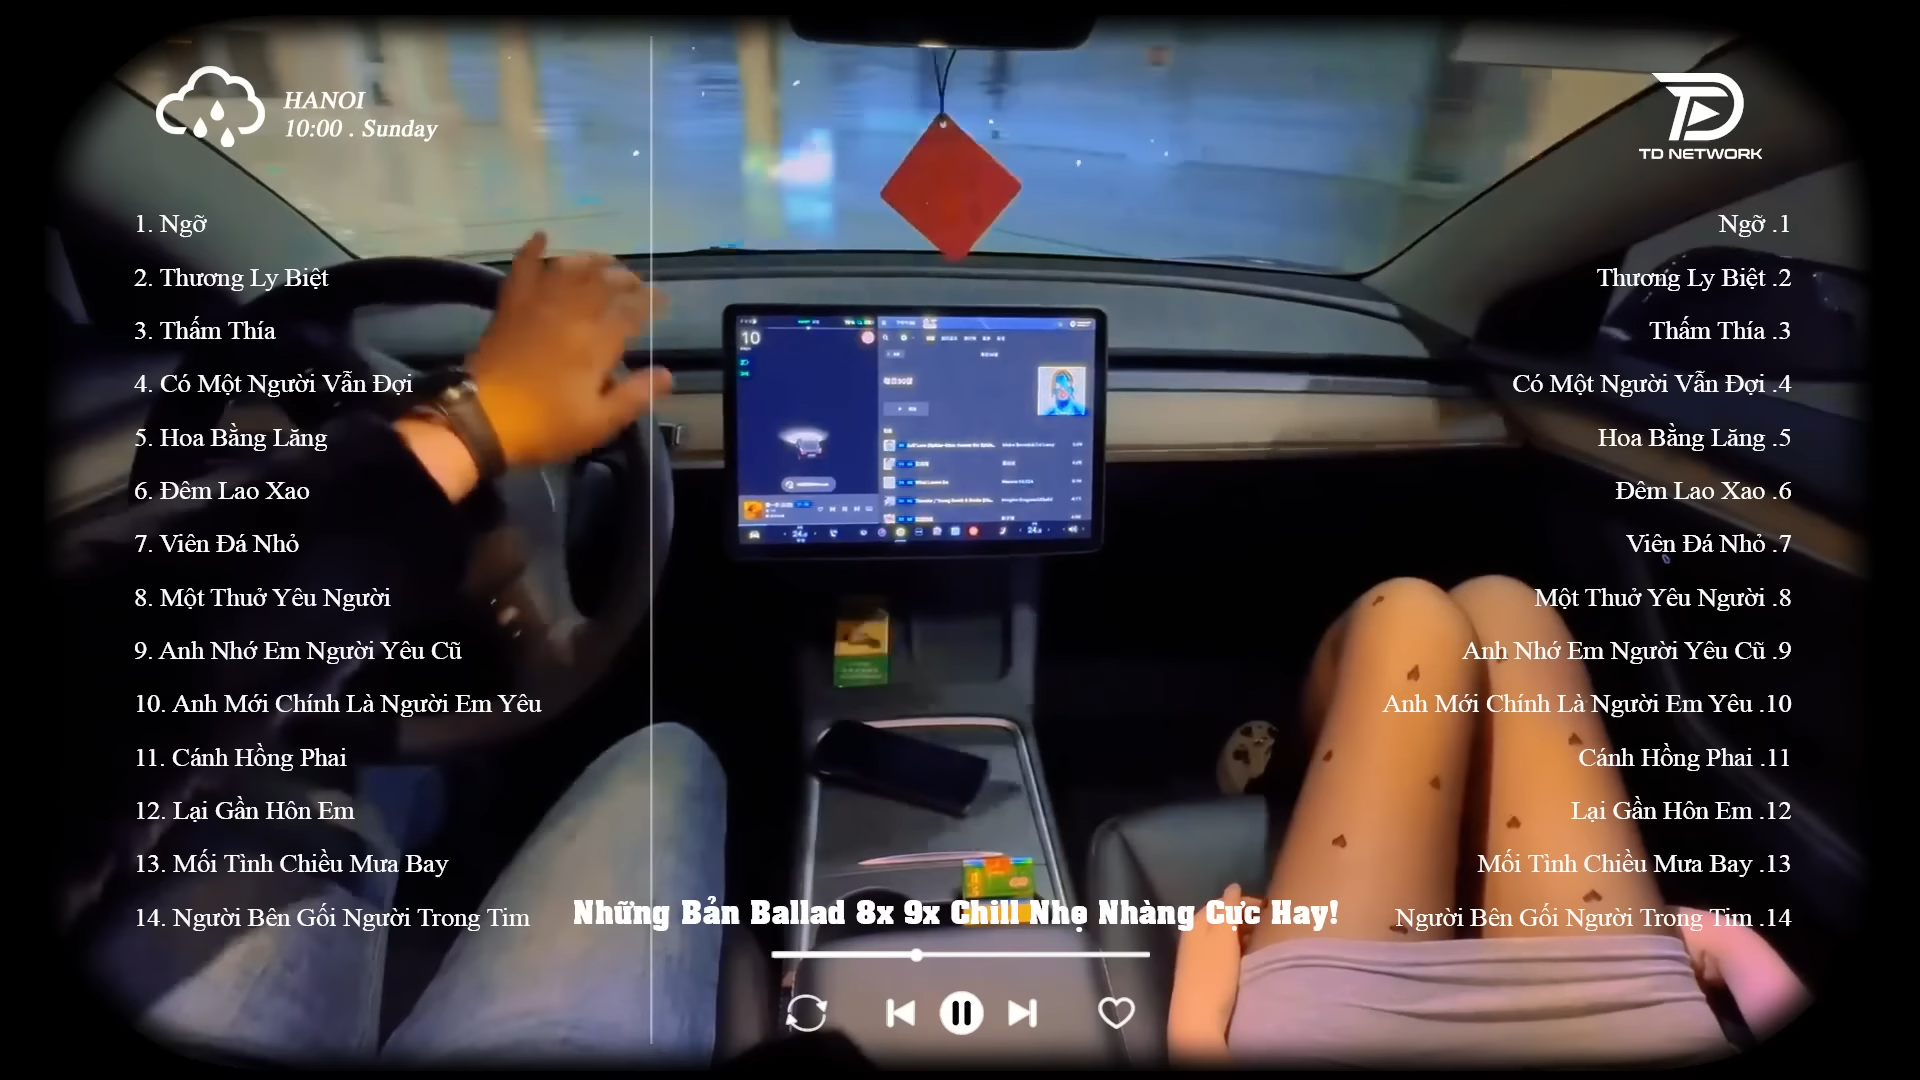 HANOI
10:00 . Sunday
TD NETWORK
1. Ngỡ
2. Thương Ly Biệt
3. Thấm Thía
4. Có Một Người Vẫn Đợi
5. Hoa Bằng Lăng
6. Đêm Lao Xao
7. Viên Đá Nhỏ
8. Một Thuở Yêu Người
9. Anh Nhớ Em Người Yêu Cũ
10. Anh Mới Chính Là Người Em Yêu
11. Cánh Hồng Phai
12. Lại Gần Hôn Em
13. Mối Tình Chiều Mưa Bay
14. Người Bên Gối Người Trong Tim
Ngỡ .1
Thương Ly Biệt .2
Thấm Thía .3
Có Một Người Vẫn Đợi .4
Hoa Bằng Lăng .5
Đêm Lao Xao .6
Viên Đá Nhỏ .7
Một Thuở Yêu Người .8
Anh Nhớ Em Người Yêu Cũ .9
Anh Mới Chính Là Người Em Yêu .10
Cánh Hồng Phai .11
Lại Gần Hôn Em .12
Mối Tình Chiều Mưa Bay .13
Người Bên Gối Người Trong Tim .14
10
Những Bản Ballad 8x 9x Chill Nhẹ Nhàng Cực Hay!